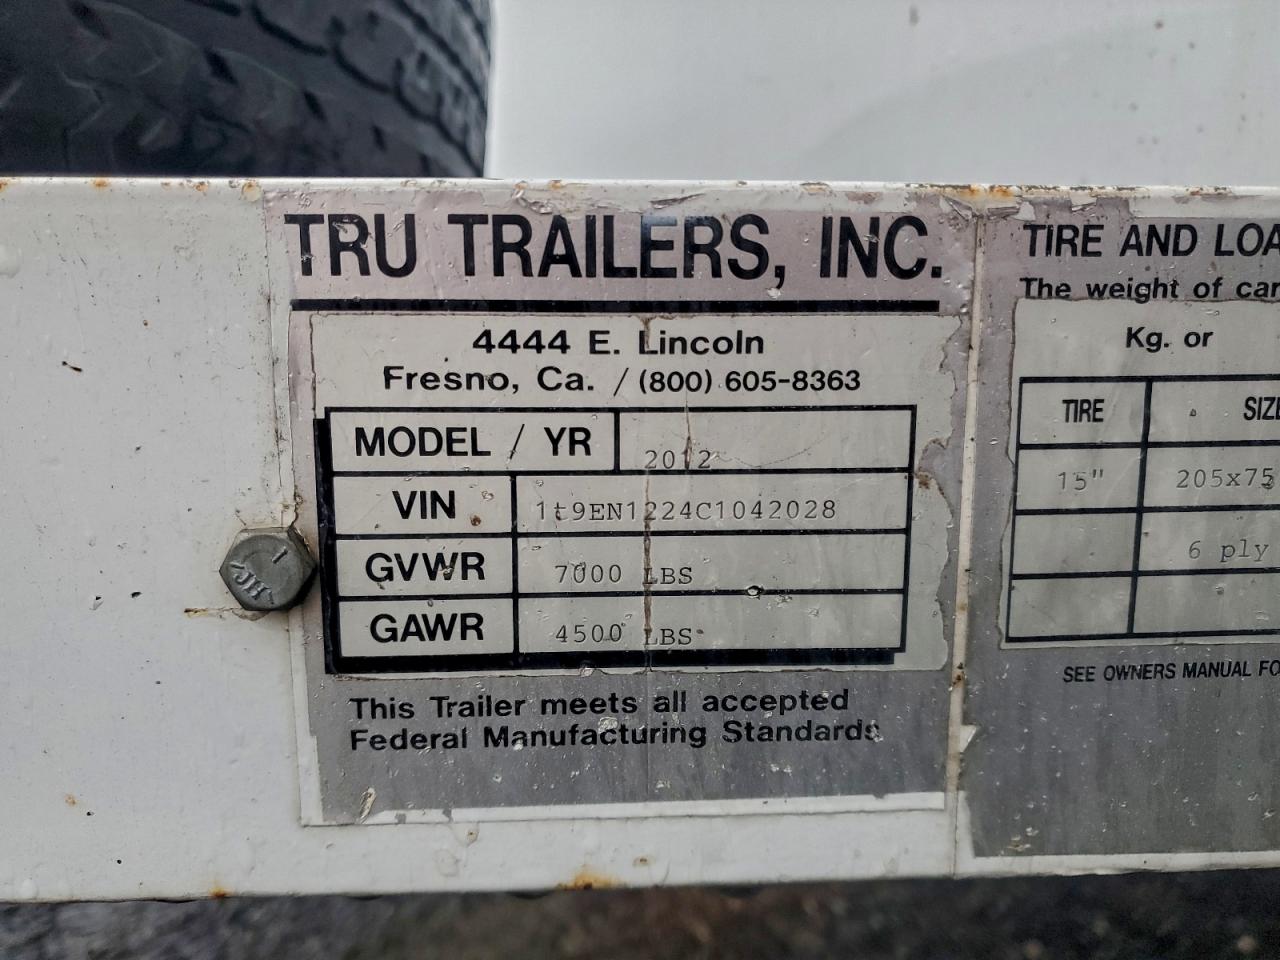 TRU TRAILERS, INC.
4444 E. Lincoln
Fresno, Ca. / (800) 605-8363
MODEL / YR 2012
VIN 1t9EN1224C1042028
GVWR 7000 LBS
GAWR 4500 LBS
This Trailer meets all accepted
Federal Manufacturing Standards
TIRE AND LOA
The weight of car
Kg. or
TIRE SIZE
15" 205x75
6 ply
SEE OWNERS MANUAL FO